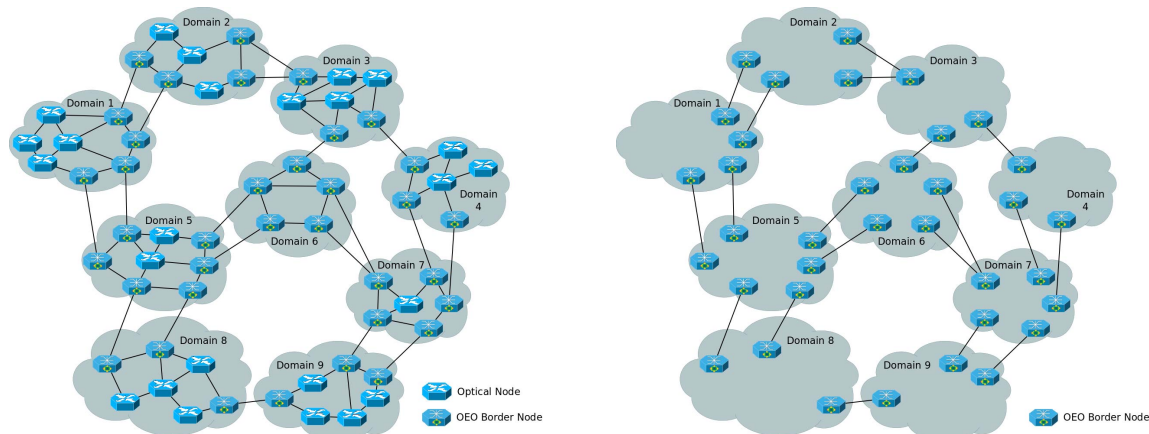 Domain 2
Domain 3
Domain 1
Domain
4
Domain 5
Domain 6
Domain 7
Domain 8
Domain 9
Optical Node
OEO Border Node
Domain 2
Domain 3
Domain 1
Domain
4
Domain 5
Domain 6
Domain 7
Domain 8
Domain 9
OEO Border Node